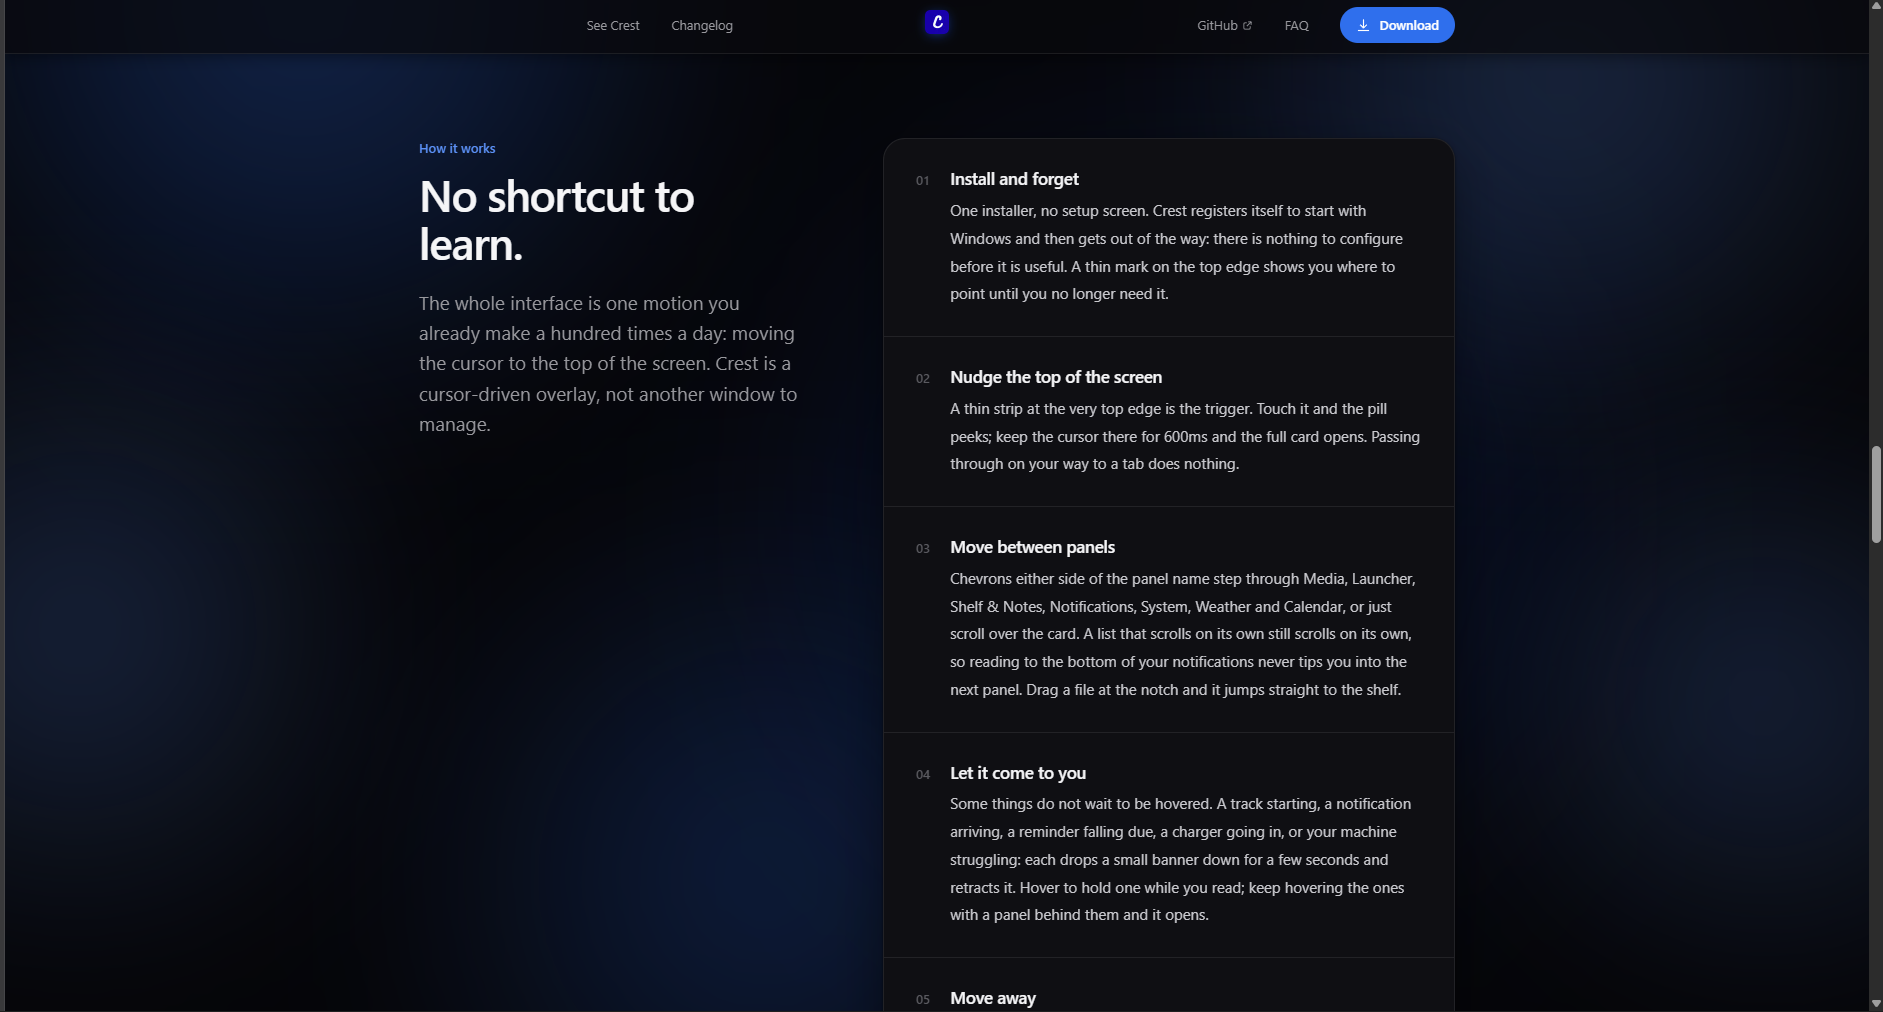 See Crest
Changelog
C
GitHub
FAQ
Download
How it works
No shortcut to
learn.
The whole interface is one motion you
already make a hundred times a day: moving
the cursor to the top of the screen. Crest is a
cursor-driven overlay, not another window to
manage.
01 Install and forget
One installer, no setup screen. Crest registers itself to start with
Windows and then gets out of the way: there is nothing to configure
before it is useful. A thin mark on the top edge shows you where to
point until you no longer need it.
02 Nudge the top of the screen
A thin strip at the very top edge is the trigger. Touch it and the pill
peeks; keep the cursor there for 600ms and the full card opens. Passing
through on your way to a tab does nothing.
03 Move between panels
Chevrons either side of the panel name step through Media, Launcher,
Shelf & Notes, Notifications, System, Weather and Calendar, or just
scroll over the card. A list that scrolls on its own still scrolls on its own,
so reading to the bottom of your notifications never tips you into the
next panel. Drag a file at the notch and it jumps straight to the shelf.
04 Let it come to you
Some things do not wait to be hovered. A track starting, a notification
arriving, a reminder falling due, a charger going in, or your machine
struggling: each drops a small banner down for a few seconds and
retracts it. Hover to hold one while you read; keep hovering the ones
with a panel behind them and it opens.
05 Move away